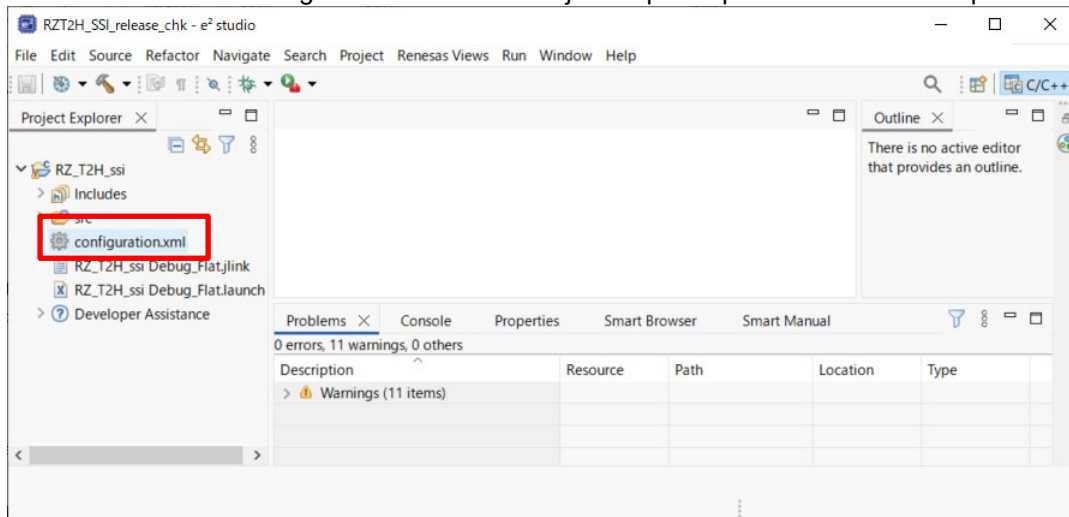 RZT2H_SSI_release_chk - e² studio
File Edit Source Refactor Navigate Search Project Renesas Views Run Window Help
C/C++
Project Explorer
Outline
There is no active editor
that provides an outline.
RZ_T2H_ssi
Includes
src
configuration.xml
RZ_T2H_ssi Debug_Flat.jlink
RZ_T2H_ssi Debug_Flat.launch
Developer Assistance
Problems Console Properties Smart Browser Smart Manual
0 errors, 11 warnings, 0 others
Description Resource Path Location Type
Warnings (11 items)